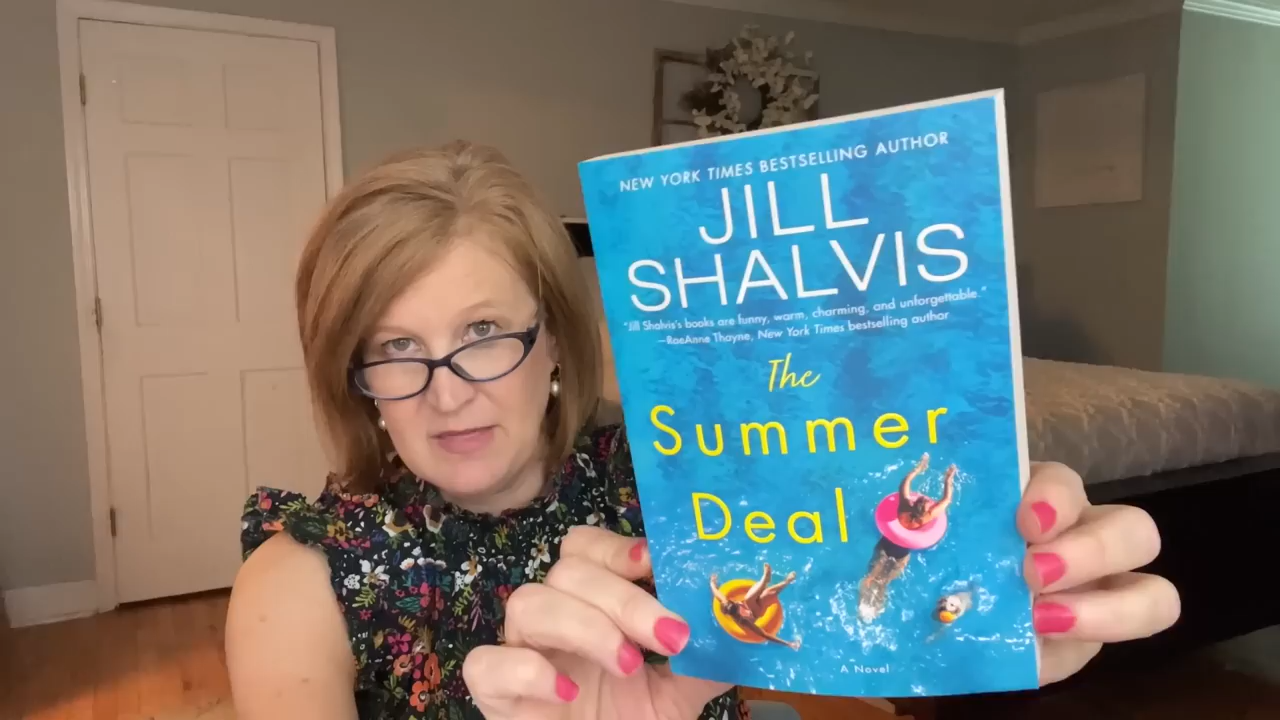 NEW YORK TIMES BESTSELLING AUTHOR
JILL
SHALVIS
"Jill Shalvis's books are funny, warm, charming, and unforgettable."
—RaeAnne Thayne, New York Times bestselling author
The
Summer
Deal
A Novel